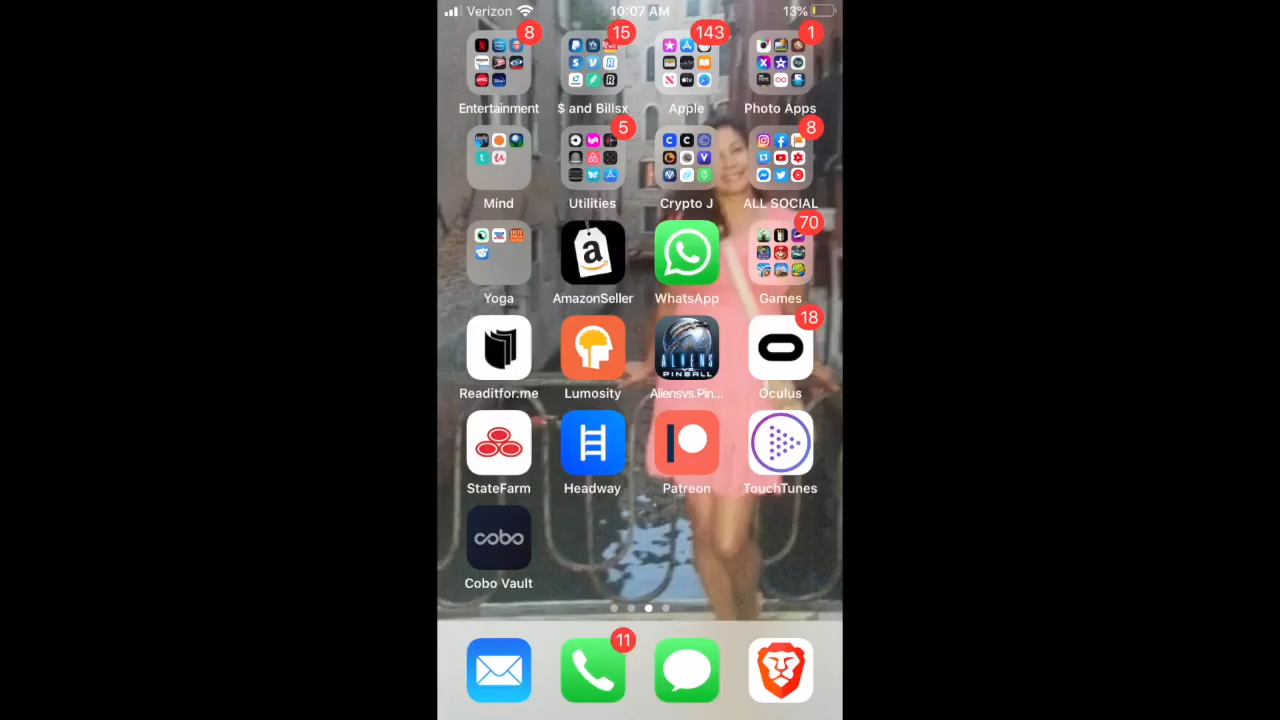 Verizon 10:07 AM 13%
8 15 143 1
Entertainment $ and Billsx Apple Photo Apps
5 8
Mind Utilities Crypto J ALL SOCIAL
70
a
Yoga AmazonSeller WhatsApp Games
18
ALIENS
PINBALL
Readitfor.me Lumosity Aliensvs.Pin... Oculus
StateFarm Headway Patreon TouchTunes
cobo
Cobo Vault
11